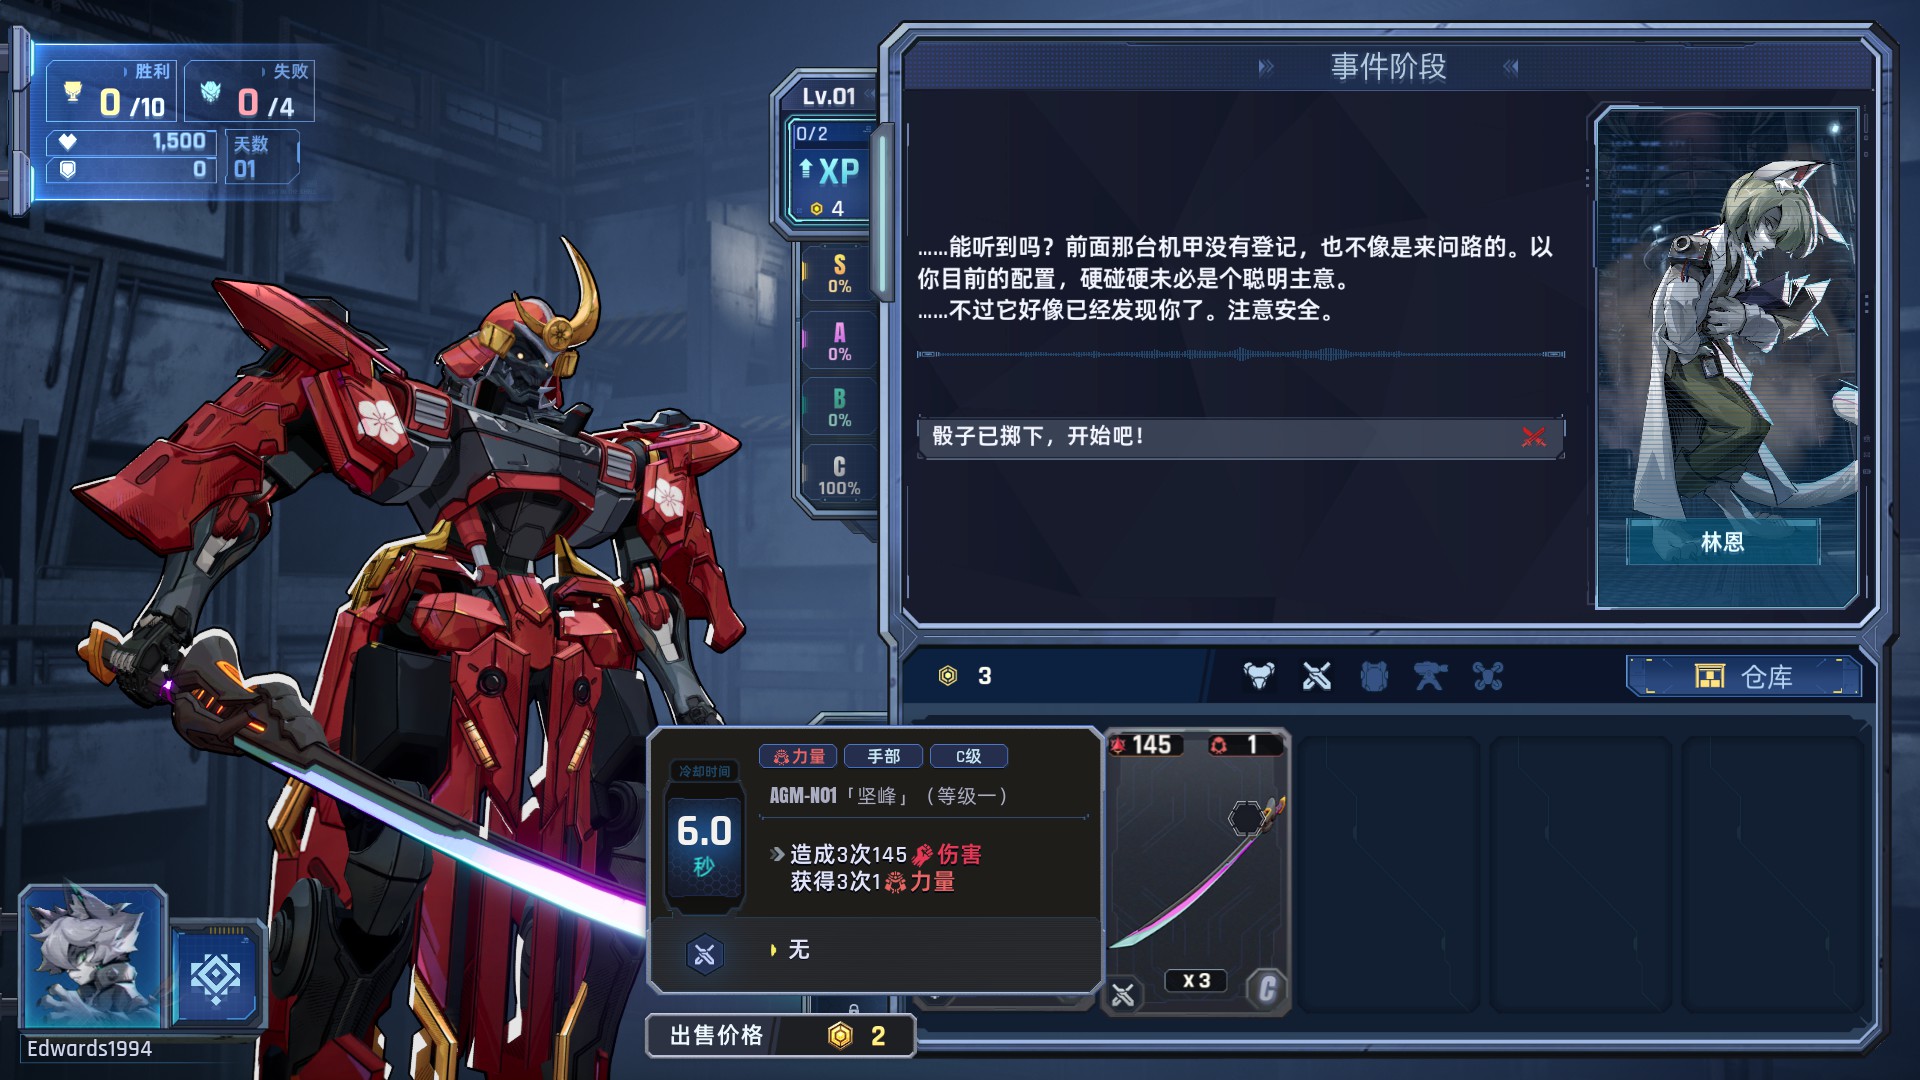 胜利
0/10
失败
0/4
1,500
0
天数
01
Lv.01
0/2
XP
4
S
0%
A
0%
B
0%
C
100%
事件阶段
......能听到吗？前面那台机甲没有登记，也不像是来问路的。以
你目前的配置，硬碰硬未必是个聪明主意。
......不过它好像已经发现你了。注意安全。
骰子已掷下，开始吧！
林恩
3
仓库
冷却时间
6.0
秒
力量
手部
C级
AGM-N01「坚峰」（等级一）
造成3次145伤害
获得3次1力量
无
出售价格
2
145
1
x3
C
Edwards1994